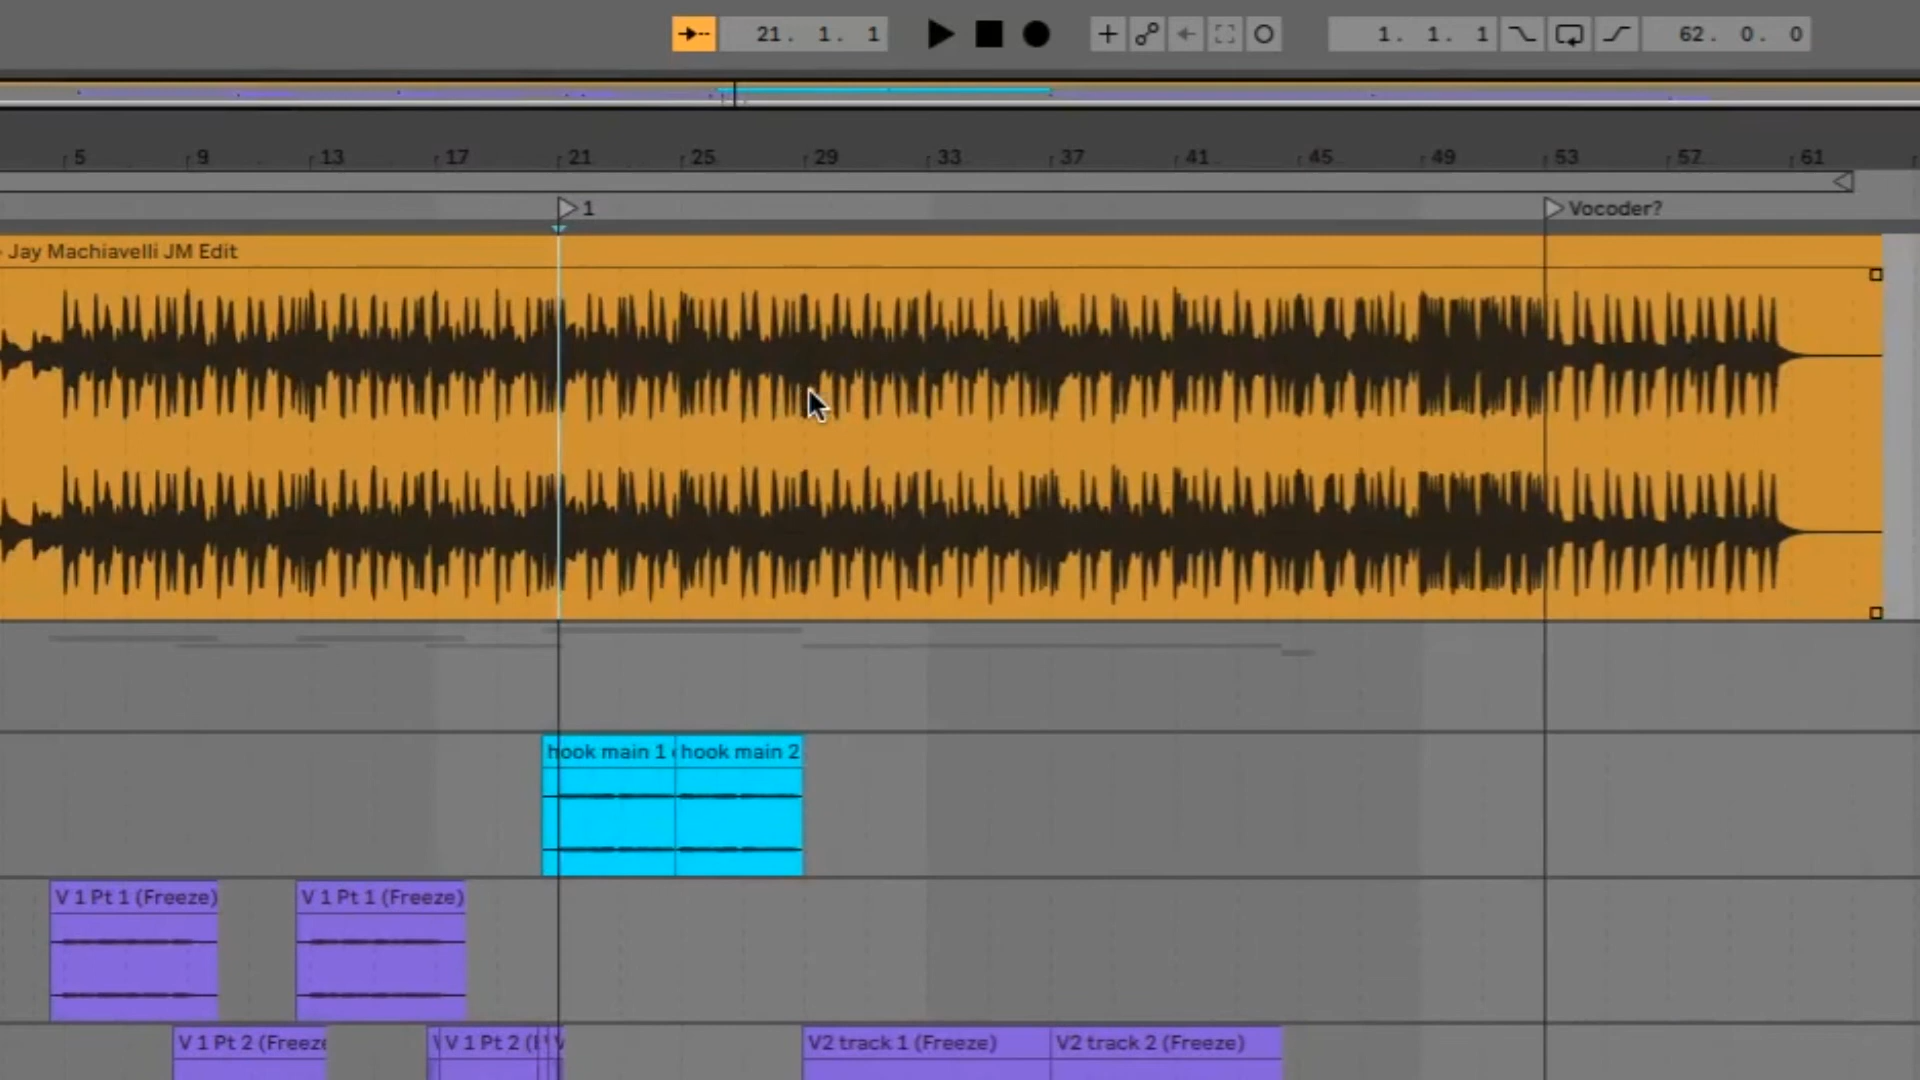 21. 1. 1
1. 1. 1
62. 0. 0
5 9 13 17 21 25 29 33 37 41 45 49 53 57 61
1 Vocoder?
Jay Machiavelli JM Edit
hook main 1 hook main 2
V 1 Pt 1 (Freeze) V 1 Pt 1 (Freeze)
V 1 Pt 2 (Freeze V 1 Pt 2 ( V2 track 1 (Freeze) V2 track 2 (Freeze)